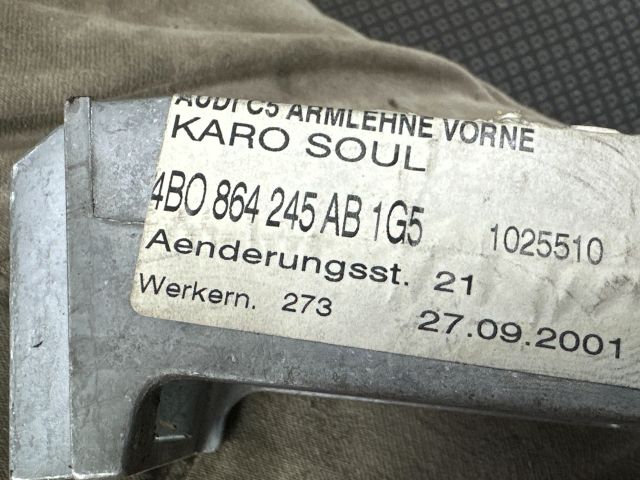 AUDI C5 ARMLEHNE VORNE
KARO SOUL
4B0 864 245 AB 1G5 1025510
Aenderungsst. 21
Werkern. 273 27.09.2001